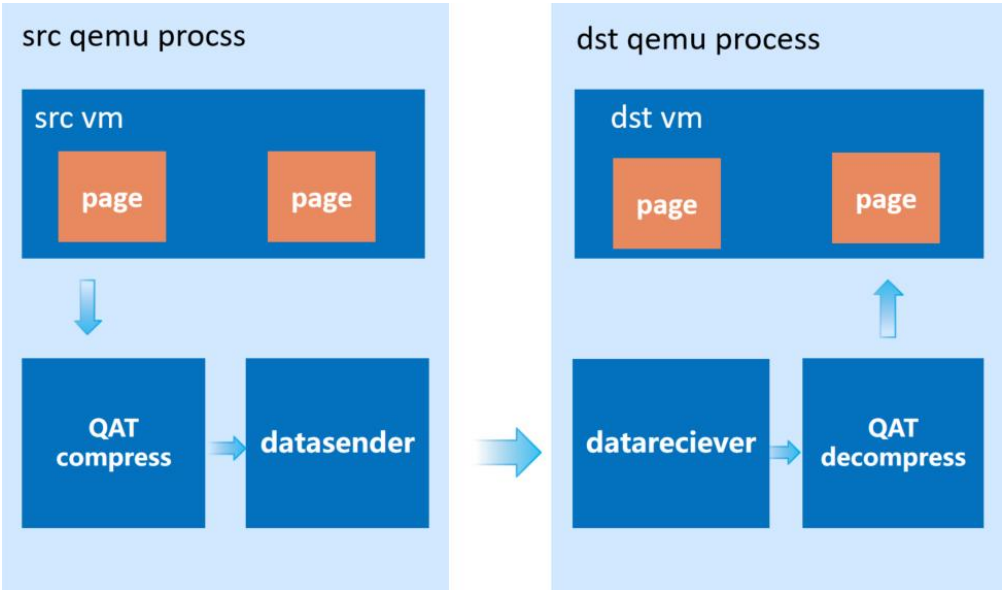 src qemu procss
src vm
page
page
QAT
compress
datasender
dst qemu process
dst vm
page
page
datareciever
QAT
decompress